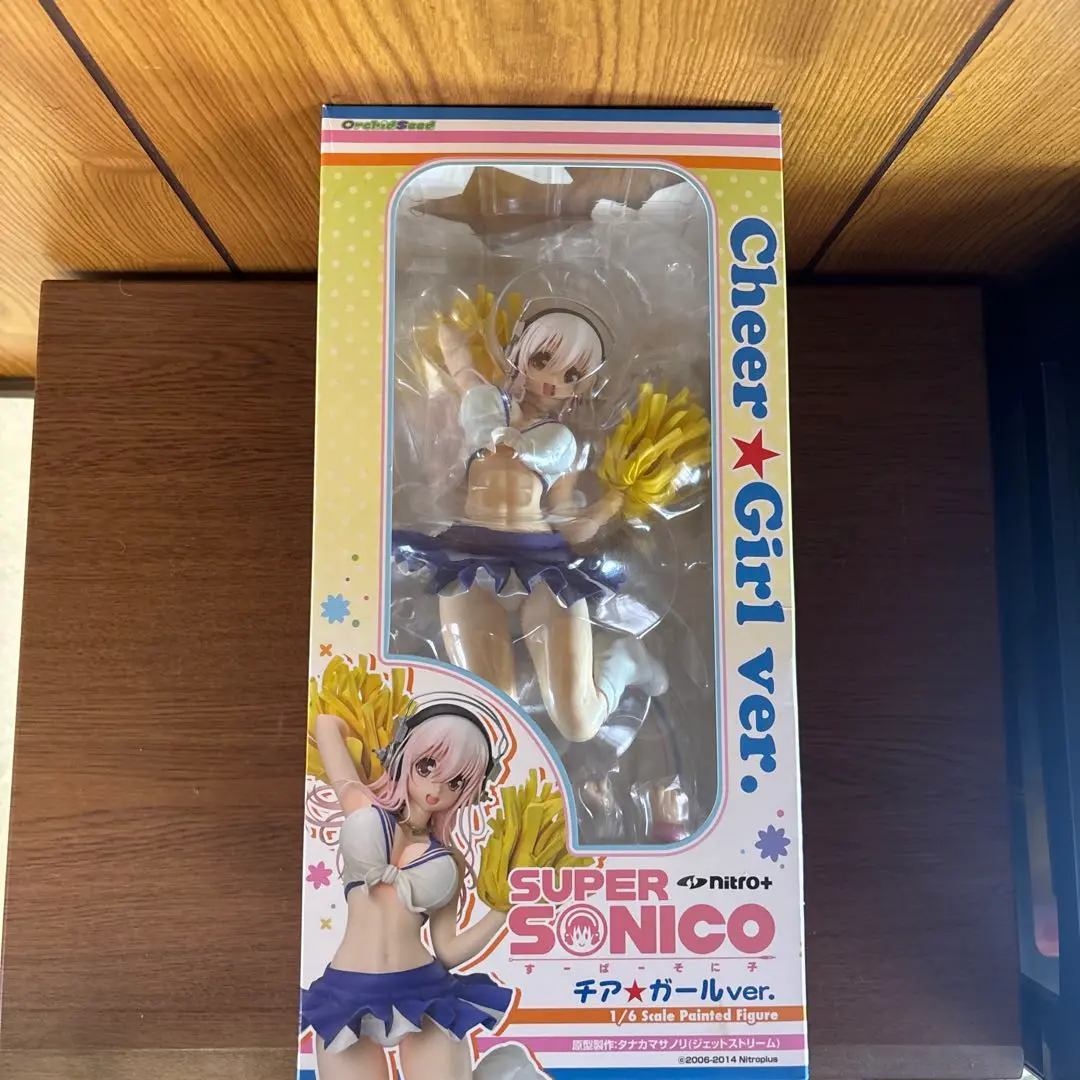 OrchidSeed
Cheer★Girl ver.
SUPER nitro+
SONICO
すーぱーそに子
チア★ガールver.
1/6 Scale Painted Figure
原型製作:タナカマサノリ(ジェットストリーム)
©2006-2014 Nitroplus